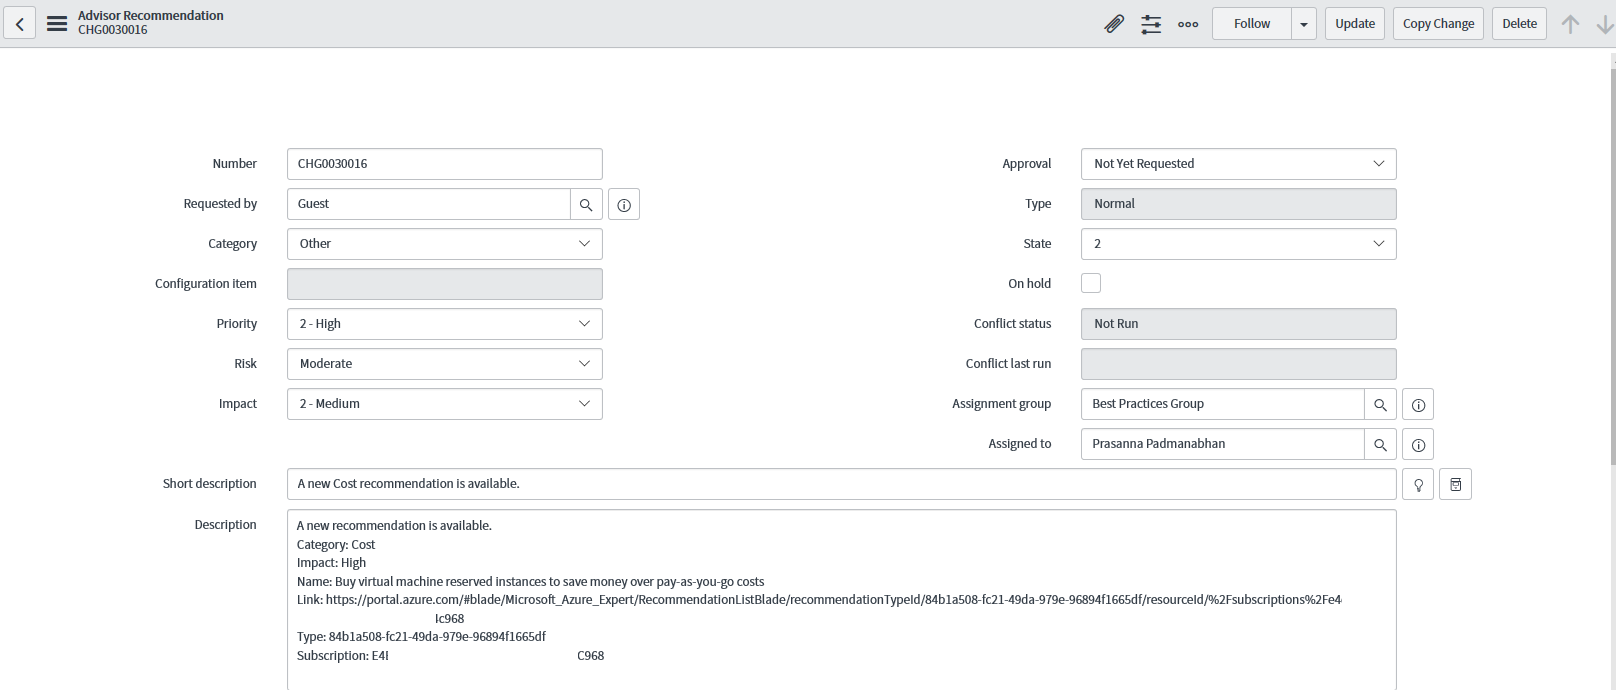 Advisor Recommendation
CHG0030016
Follow
Update
Copy Change
Delete
Number CHG0030016
Requested by Guest
Category Other
Configuration item
Priority 2 - High
Risk Moderate
Impact 2 - Medium
Approval Not Yet Requested
Type Normal
State 2
On hold
Conflict status Not Run
Conflict last run
Assignment group Best Practices Group
Assigned to Prasanna Padmanabhan
Short description A new Cost recommendation is available.
Description
A new recommendation is available.
Category: Cost
Impact: High
Name: Buy virtual machine reserved instances to save money over pay-as-you-go costs
Link: https://portal.azure.com/#blade/Microsoft_Azure_Expert/RecommendationListBlade/recommendationTypeId/84b1a508-fc21-49da-979e-96894f1665df/resourceId/%2Fsubscriptions%2Fe4
c968
Type: 84b1a508-fc21-49da-979e-96894f1665df
Subscription: E4 C968